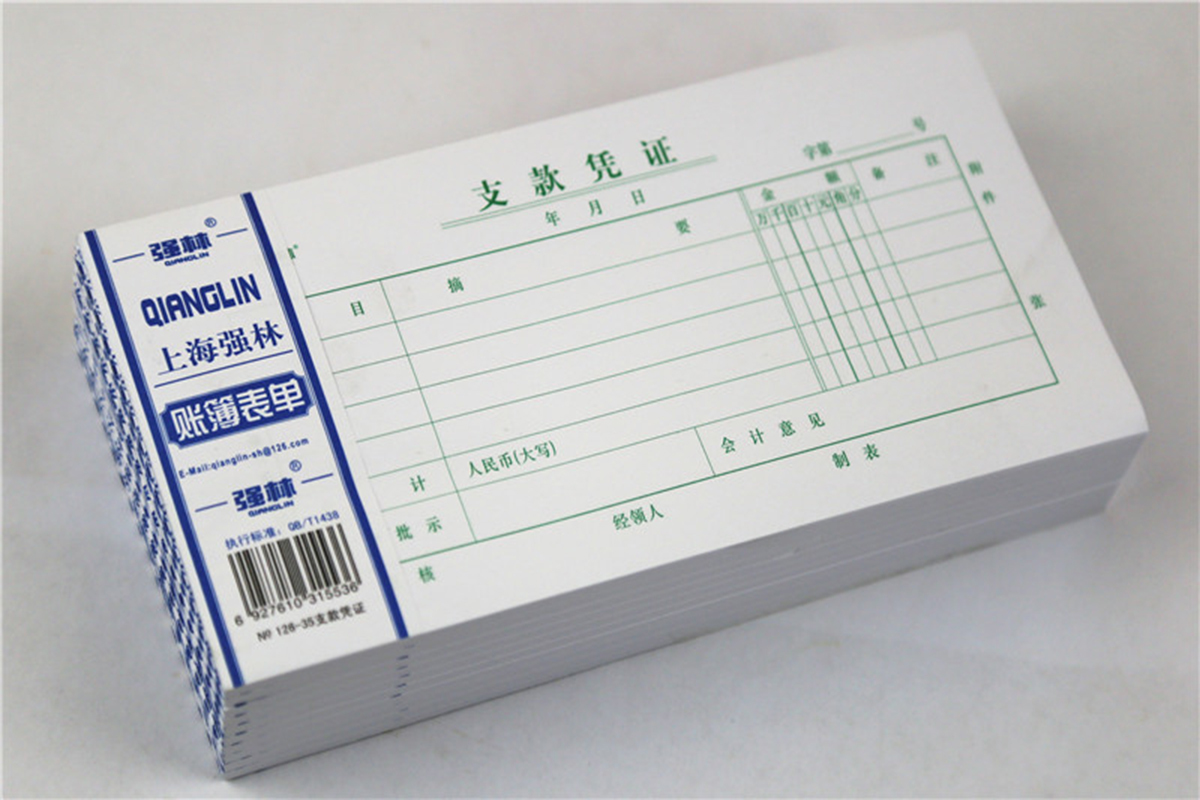 强林®
QIANGLIN
QIANGLIN
上海强林
账簿表单
E-Mail:qianglin-sh@126.com
强林®
QIANGLIN
执行标准: QB/T1438
6 927610 315536
№ 126-35支款凭证
支款凭证
年 月 日
字第 号
目 摘 要 金 额 备 注
万 千 百 十 元 角 分
附件 张
计 人民币(大写)
会计意见
批示
核 经领人 制表